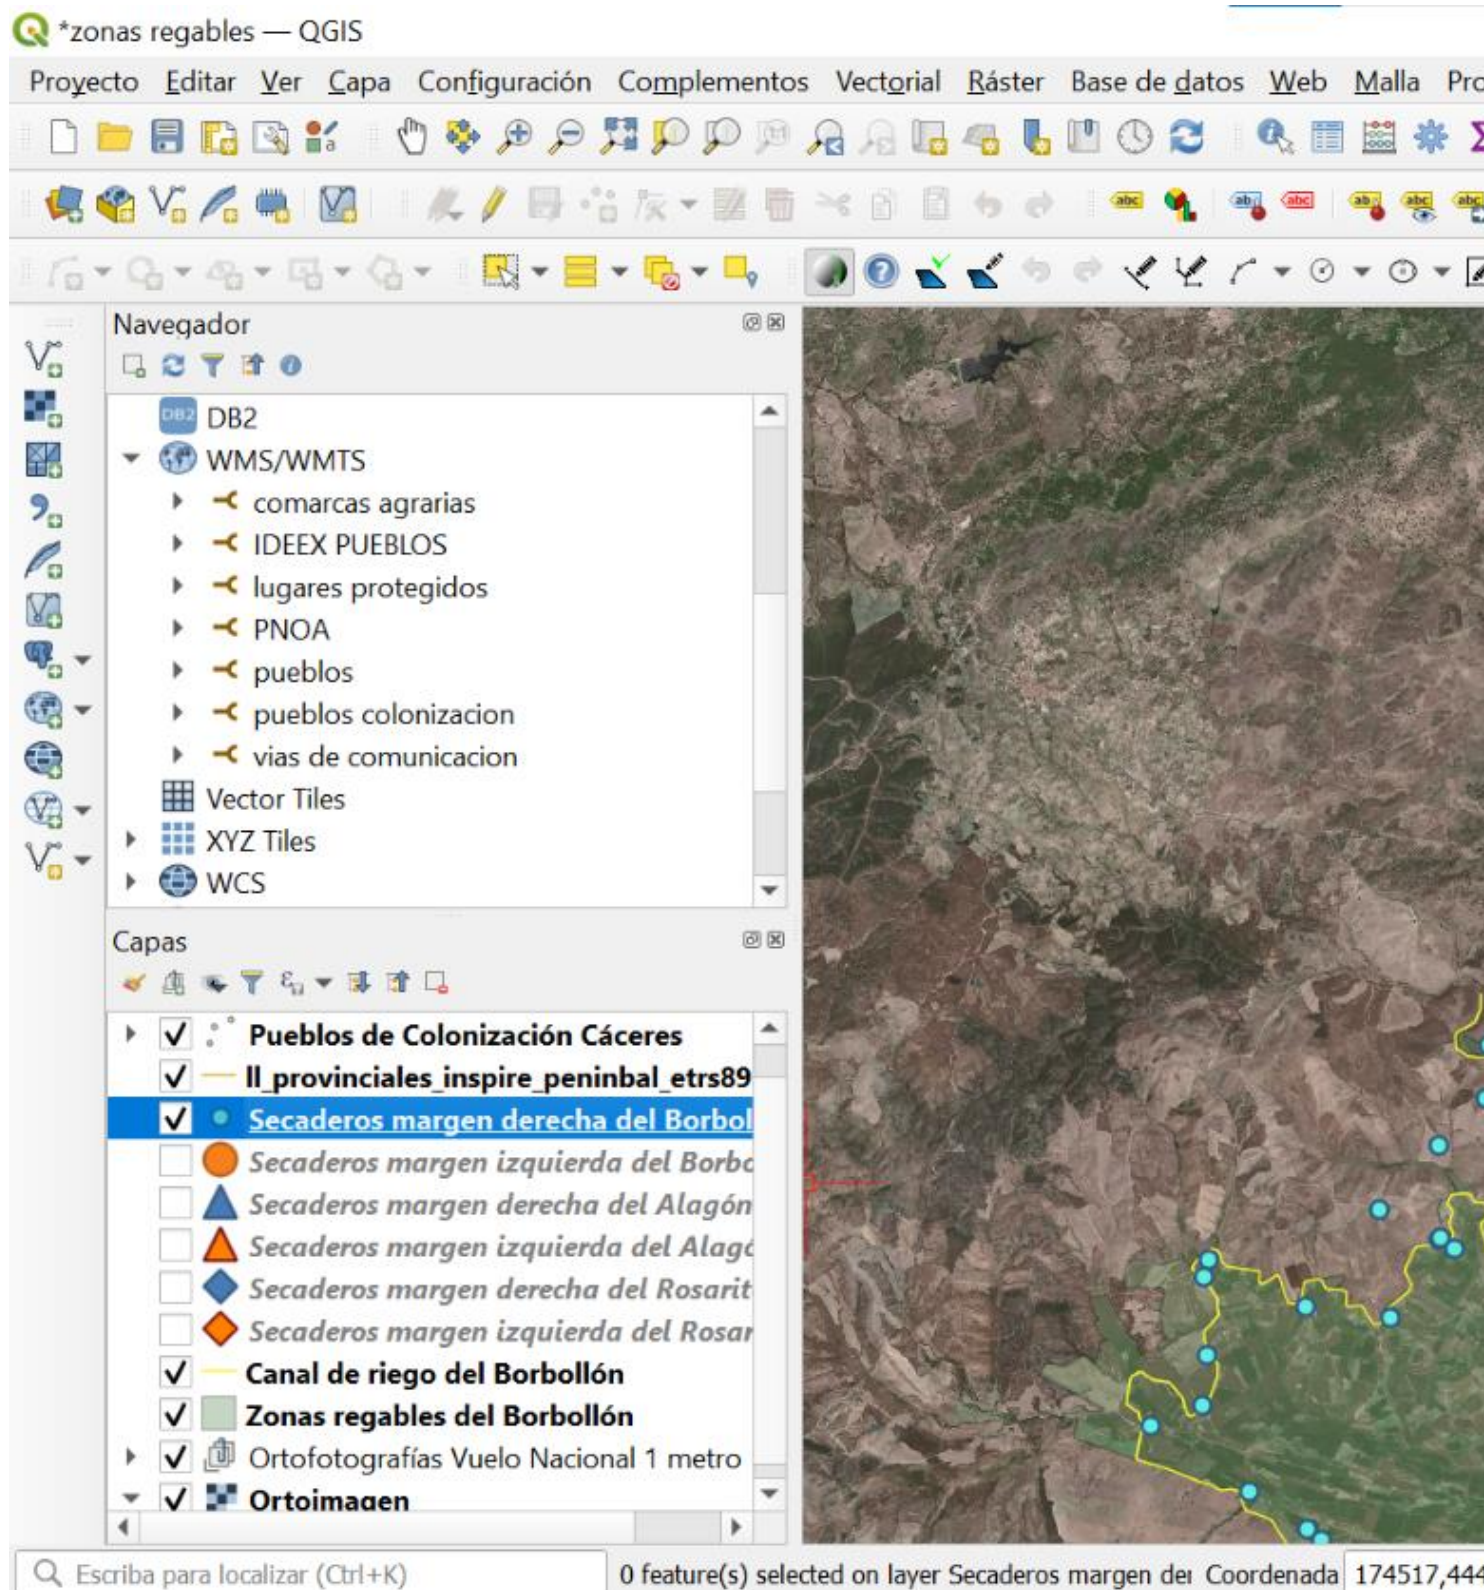 *zonas regables — QGIS
Proyecto Editar Ver Capa Configuración Complementos Vectorial Ráster Base de datos Web Malla Pro
Navegador
DB2 DB2
WMS/WMTS
comarcas agrarias
IDEEX PUEBLOS
lugares protegidos
PNOA
pueblos
pueblos colonizacion
vias de comunicacion
Vector Tiles
XYZ Tiles
WCS
Capas
Pueblos de Colonización Cáceres
ll_provinciales_inspire_peninbal_etrs89
Secaderos margen derecha del Borbol
Secaderos margen izquierda del Borbo
Secaderos margen derecha del Alagón
Secaderos margen izquierda del Alagó
Secaderos margen derecha del Rosarit
Secaderos margen izquierda del Rosar
Canal de riego del Borbollón
Zonas regables del Borbollón
Ortofotografías Vuelo Nacional 1 metro
Ortoimagen
Escriba para localizar (Ctrl+K) 0 feature(s) selected on layer Secaderos margen der Coordenada 174517,444